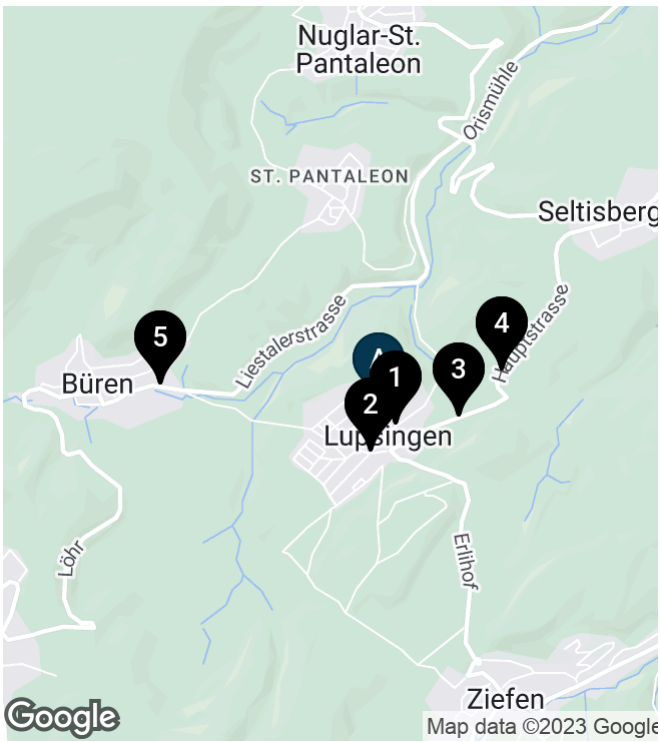 Nuglar-St.
Pantaleon
Orismühle
ST. PANTALEON
Seltisberg
Liestalerstrasse
Hauptstrasse
4
5
A
1
3
2
Büren
Lupsingen
Löhr
Erlihof
Ziefen
Google
Map data ©2023 Google